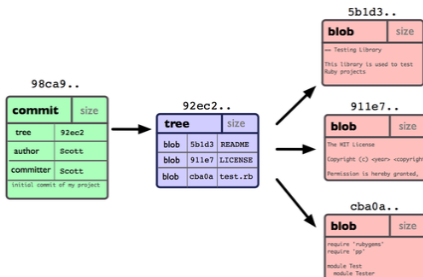 98ca9..
commit size
tree 92ec2
author Scott
committer Scott
initial commit of my project
92ec2..
tree size
blob 5b1d3 README
blob 911e7 LICENSE
blob cba0a test.rb
5b1d3..
blob size
== Testing Library
This library is used to test
Ruby projects
911e7..
blob size
The MIT License
Copyright (c) <year> <copyright
Permission is hereby granted,
cba0a..
blob size
require "rubygems"
require "pp"
module Test
module Tester